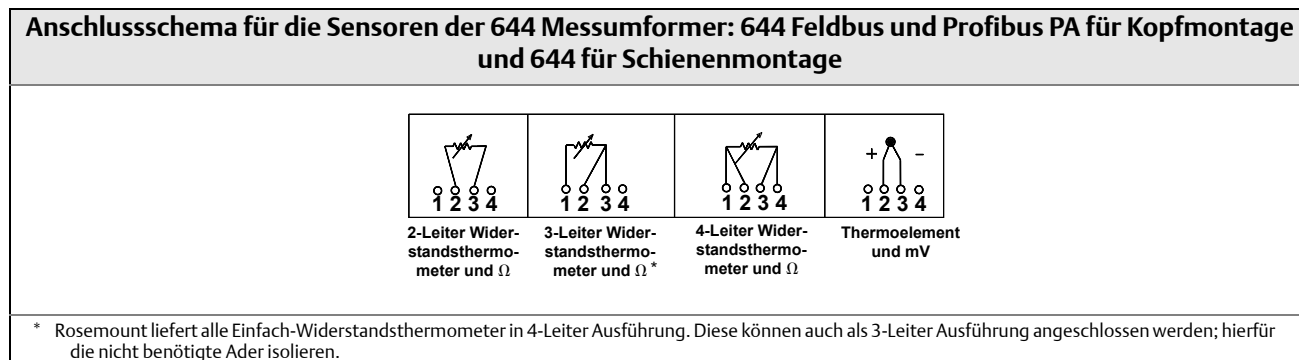 Anschlussschema für die Sensoren der 644 Messumformer: 644 Feldbus und Profibus PA für Kopfmontage
und 644 für Schienenmontage
+ -
1 2 3 4
1 2 3 4
1 2 3 4
1 2 3 4
2-Leiter Wider-
standsthermo-
meter und Ω
3-Leiter Wider-
standsthermo-
meter und Ω *
4-Leiter Wider-
standsthermo-
meter und Ω
Thermoelement
und mV
* Rosemount liefert alle Einfach-Widerstandsthermometer in 4-Leiter Ausführung. Diese können auch als 3-Leiter Ausführung angeschlossen werden; hierfür
die nicht benötigte Ader isolieren.